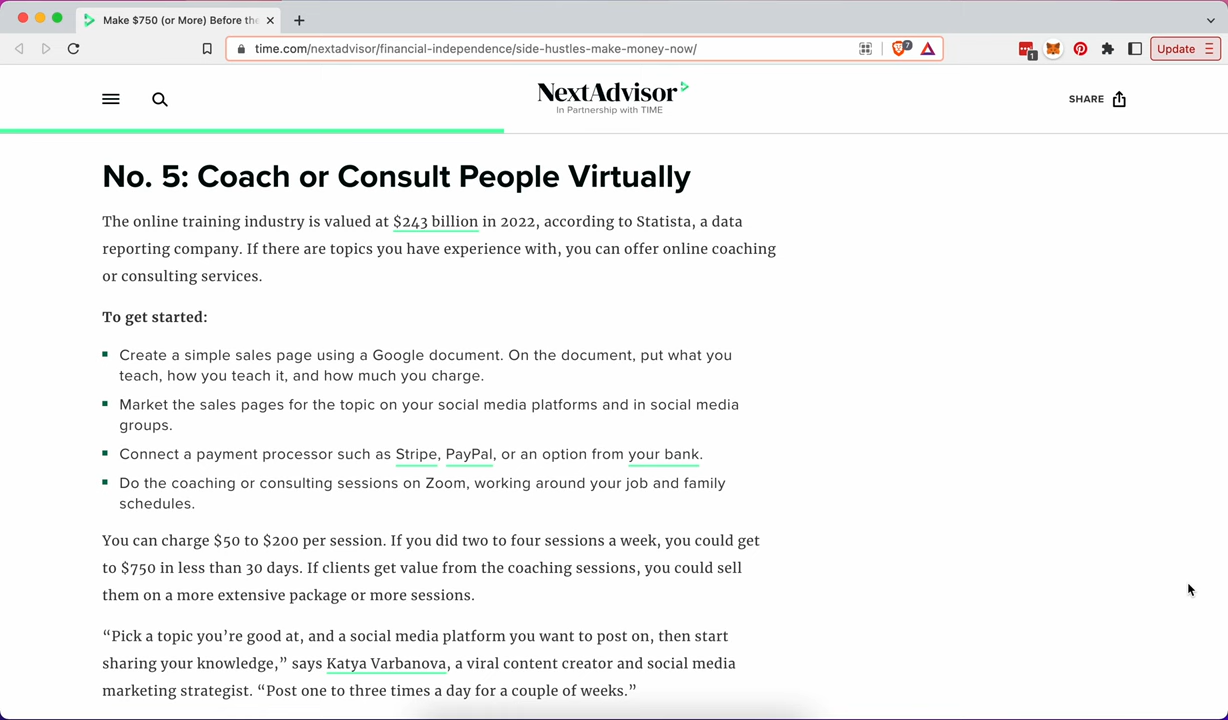 Make $750 (or More) Before the
time.com/nextadvisor/financial-independence/side-hustles-make-money-now/
7
1
Update
NextAdvisor
In Partnership with TIME
SHARE
No. 5: Coach or Consult People Virtually
The online training industry is valued at $243 billion in 2022, according to Statista, a data
reporting company. If there are topics you have experience with, you can offer online coaching
or consulting services.
To get started:
Create a simple sales page using a Google document. On the document, put what you
teach, how you teach it, and how much you charge.
Market the sales pages for the topic on your social media platforms and in social media
groups.
Connect a payment processor such as Stripe, PayPal, or an option from your bank.
Do the coaching or consulting sessions on Zoom, working around your job and family
schedules.
You can charge $50 to $200 per session. If you did two to four sessions a week, you could get
to $750 in less than 30 days. If clients get value from the coaching sessions, you could sell
them on a more extensive package or more sessions.
“Pick a topic you’re good at, and a social media platform you want to post on, then start
sharing your knowledge,” says Katya Varbanova, a viral content creator and social media
marketing strategist. “Post one to three times a day for a couple of weeks.”